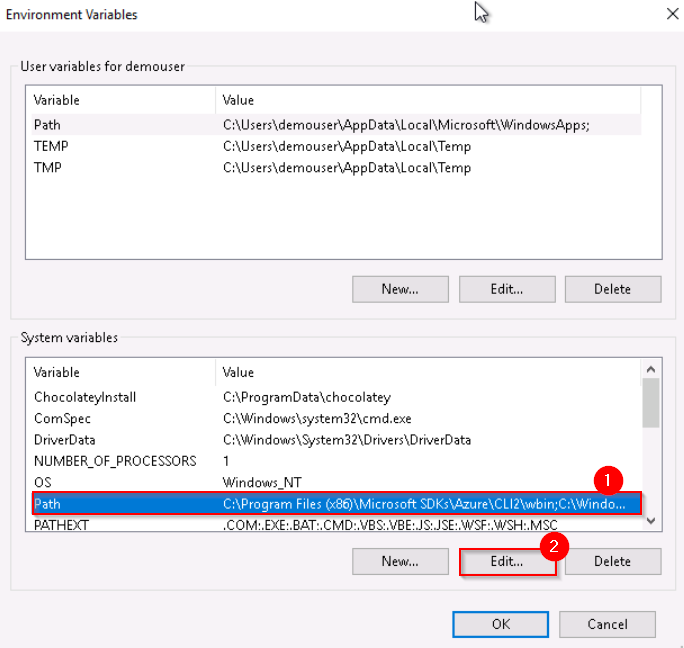 Environment Variables
User variables for demouser
Variable Value
Path C:\Users\demouser\AppData\Local\Microsoft\WindowsApps;
TEMP C:\Users\demouser\AppData\Local\Temp
TMP C:\Users\demouser\AppData\Local\Temp
New... Edit... Delete
System variables
Variable Value
ChocolateyInstall C:\ProgramData\chocolatey
ComSpec C:\Windows\system32\cmd.exe
DriverData C:\Windows\System32\Drivers\DriverData
NUMBER_OF_PROCESSORS 1
OS Windows_NT
1
Path C:\Program Files (x86)\Microsoft SDKs\Azure\CLI2\wbin;C:\Windo...
PATHEXT .COM;.EXE;.BAT;.CMD;.VBS;.VBE;.JS;.JSE;.WSF;.WSH;.MSC
2
New... Edit... Delete
OK Cancel